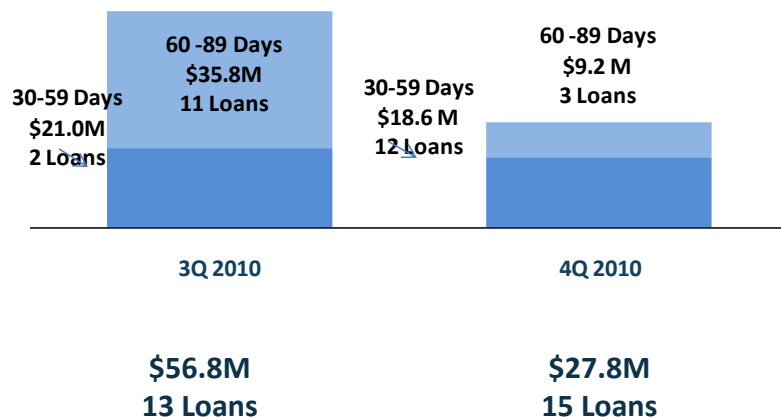 60 -89 Days
$35.8M
11 Loans
30-59 Days
$21.0M
2 Loans
60 -89 Days
$9.2 M
3 Loans
30-59 Days
$18.6 M
12 Loans
3Q 2010
4Q 2010
$56.8M
13 Loans
$27.8M
15 Loans